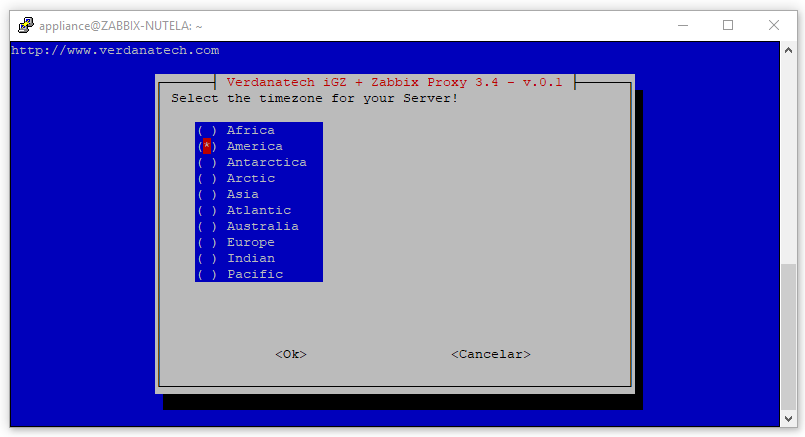 appliance@ZABBIX-NUTELA: ~
http://www.verdanatech.com
Verdanatech iGZ + Zabbix Proxy 3.4 - v.0.1
Select the timezone for your Server!
( ) Africa
(*) America
( ) Antarctica
( ) Arctic
( ) Asia
( ) Atlantic
( ) Australia
( ) Europe
( ) Indian
( ) Pacific
<Ok> <Cancelar>